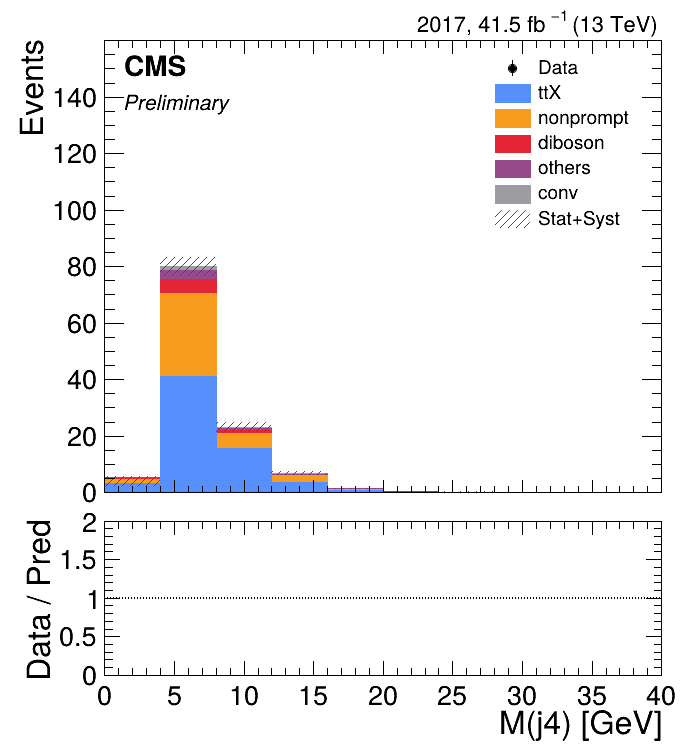 2017, 41.5 fb⁻¹ (13 TeV)
CMS
Preliminary
Events
140
120
100
80
60
40
20
0
Data
ttX
nonprompt
diboson
others
conv
Stat+Syst
Data / Pred
2
1.5
1
0.5
0
0 5 10 15 20 25 30 35 40
M(j4) [GeV]